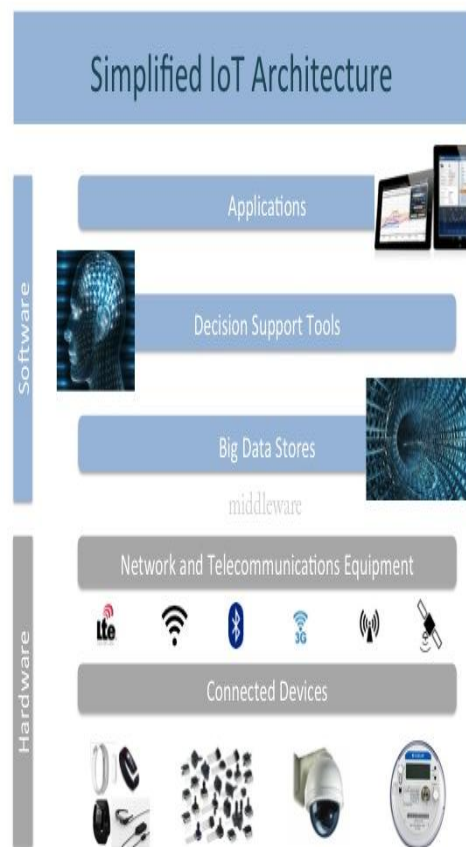 Simplified IoT Architecture
Software
Applications
Decision Support Tools
Big Data Stores
middleware
Hardware
Network and Telecommunications Equipment
lte
3G
Connected Devices